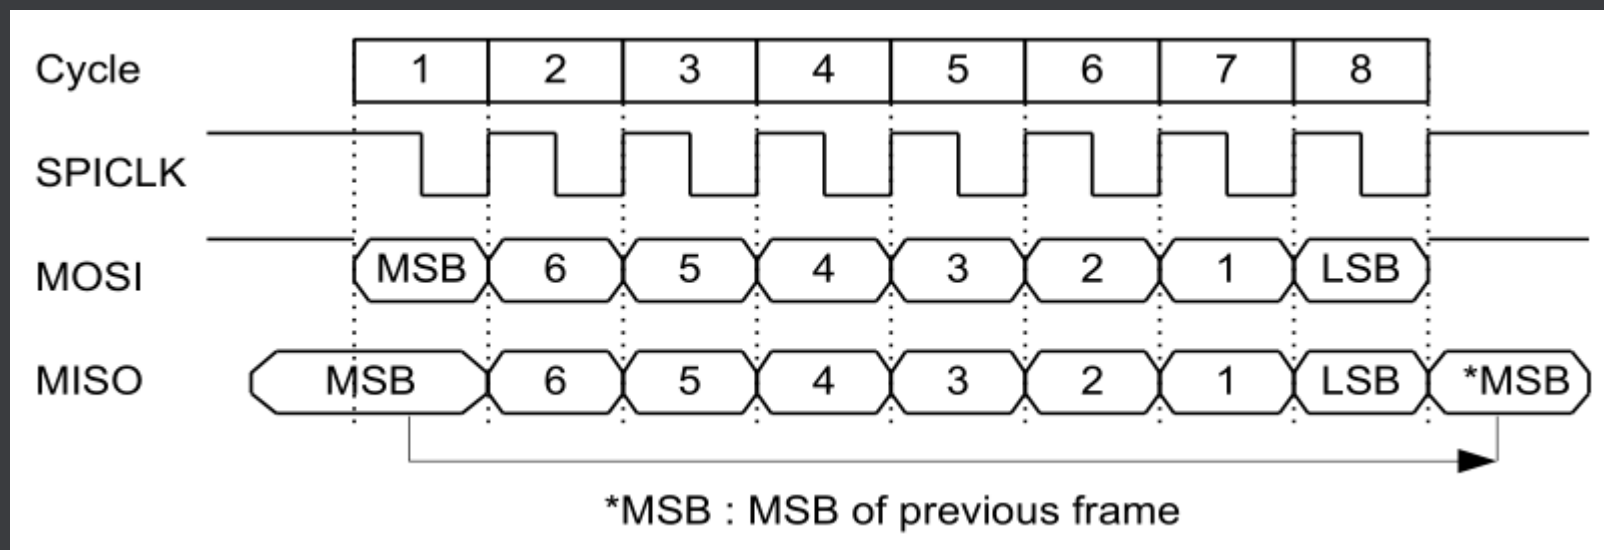 Cycle 1 2 3 4 5 6 7 8
SPICLK
MOSI MSB 6 5 4 3 2 1 LSB
MISO MSB 6 5 4 3 2 1 LSB *MSB
*MSB : MSB of previous frame